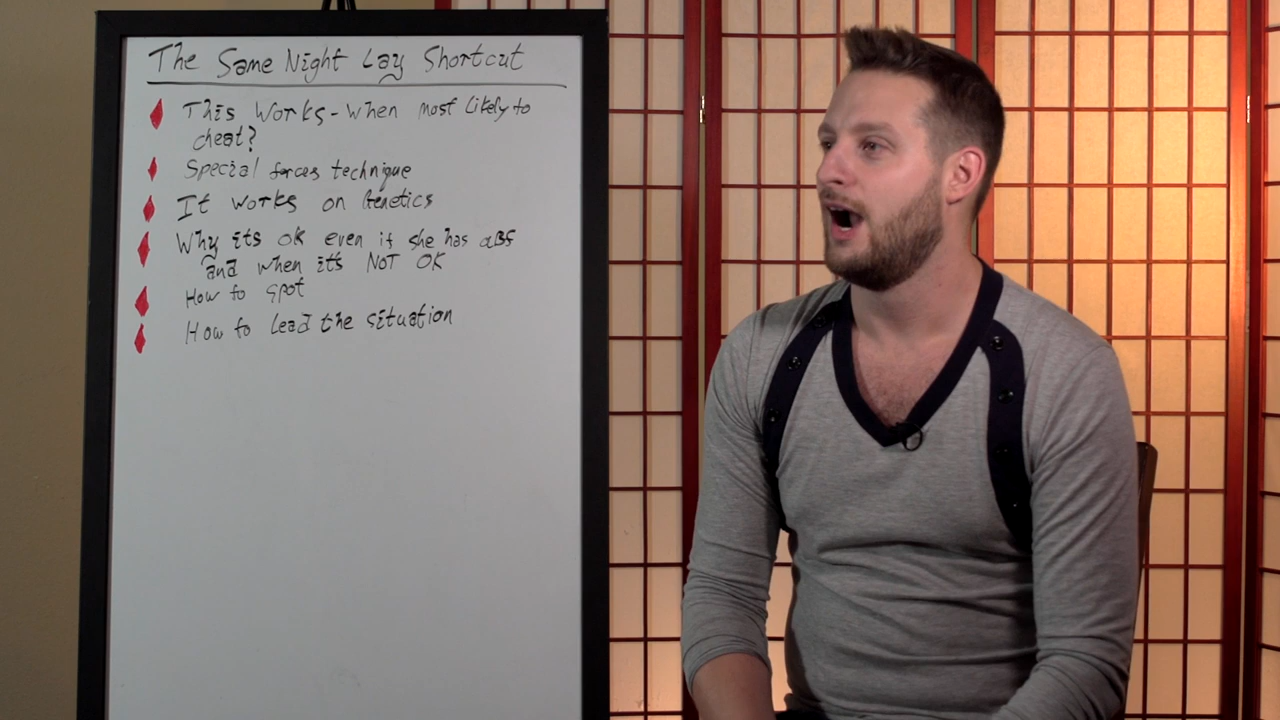 The Same Night Lay Shortcut
This Works - When most likely to
cheat?
Special forces technique
It works on Genetics
Why its ok even if she has aBF
and when it's NOT OK
How to spot
How to lead the situation